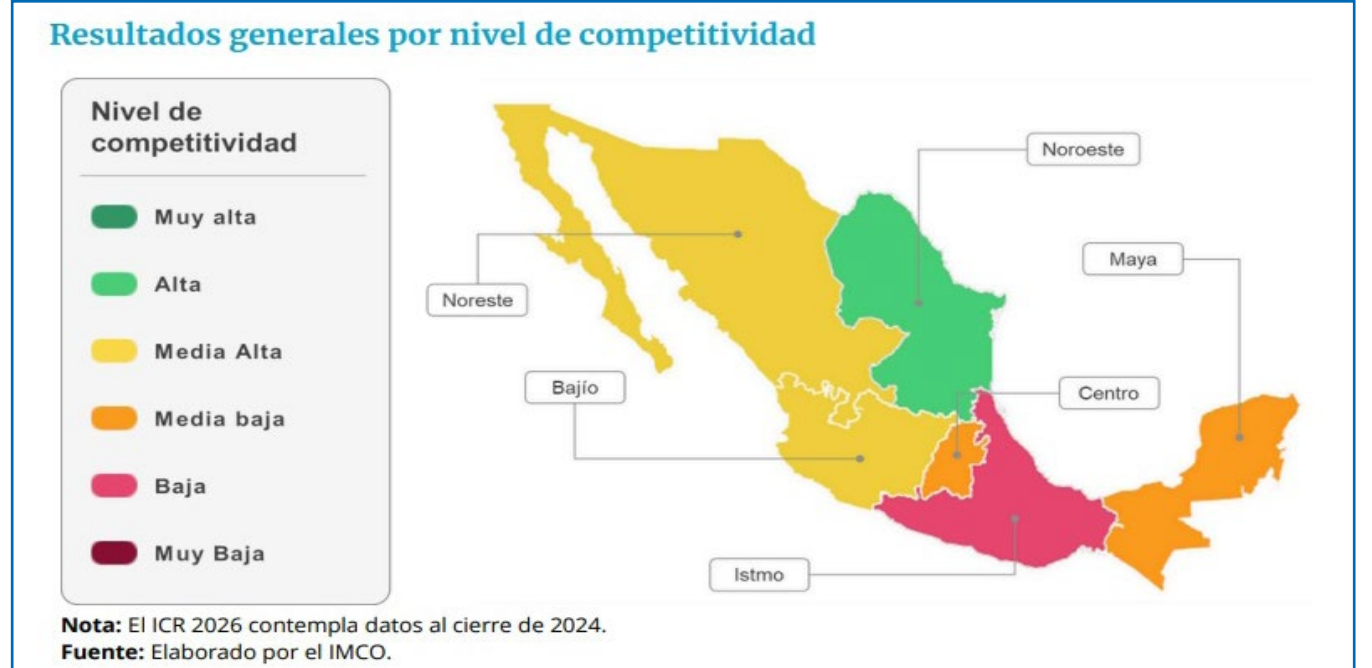 Resultados generales por nivel de competitividad
Nivel de
competitividad
Muy alta
Alta
Media Alta
Media baja
Baja
Muy Baja
Noroeste
Maya
Noreste
Bajío
Centro
Istmo
Nota: El ICR 2026 contempla datos al cierre de 2024.
Fuente: Elaborado por el IMCO.